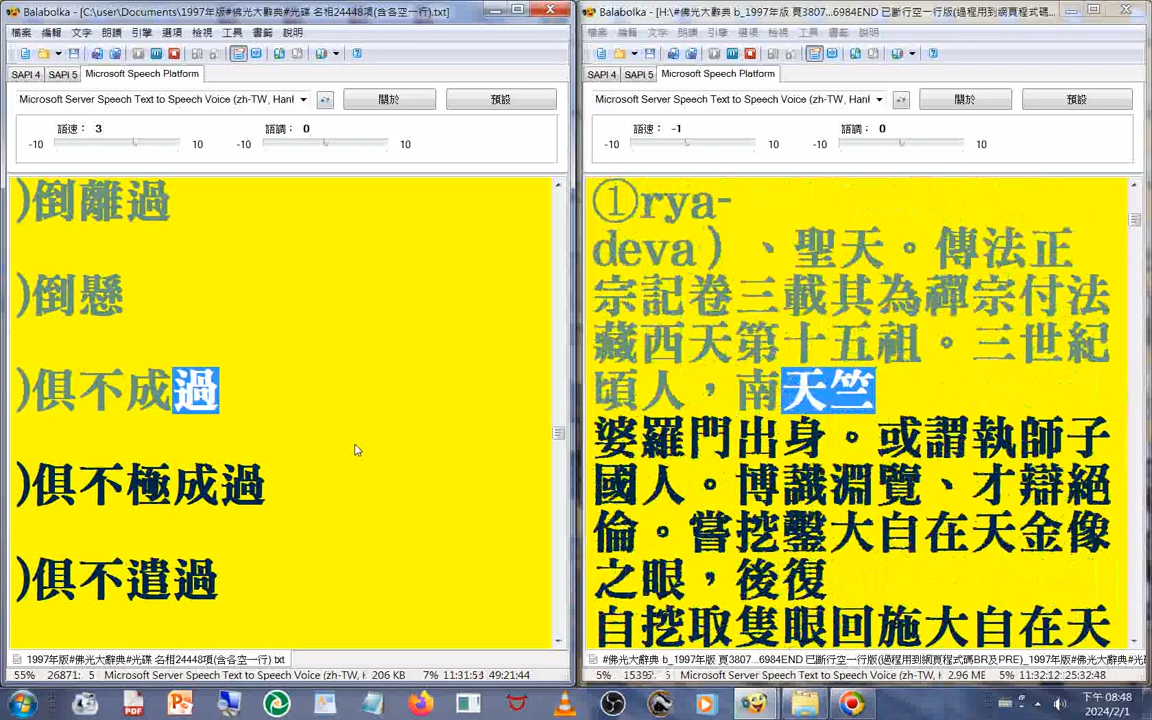 Balabolka - [C:\user\Documents\1997年版#佛光大辭典#光碟 名相24448項(含各空一行).txt]
檔案 編輯 文字 朗讀 引擎 選項 檢視 工具 書籤 說明
SAPI 4 SAPI 5 Microsoft Speech Platform
Microsoft Server Speech Text to Speech Voice (zh-TW, Hanl
關於 預設
語速： 3 語調： 0
-10 10 -10 10
)倒離過
)倒懸
)俱不成過
)俱不極成過
)俱不遣過
1997年版#佛光大辭典#光碟 名相24448項(含各空一行).txt
55% 26871: 5 Microsoft Server Speech Text to Speech Voice (zh-TW, H 206 KB 7% 11:31:53 49:21:44
Balabolka - [H:\#佛光大辭典 b_1997年版 頁3807...6984END 已斷行空一行版(過程用到網頁程式碼
檔案 編輯 文字 朗讀 引擎 選項 檢視 工具 書籤 說明
SAPI 4 SAPI 5 Microsoft Speech Platform
Microsoft Server Speech Text to Speech Voice (zh-TW, Hanl
關於 預設
語速： -1 語調： 0
-10 10 -10 10
①rya-
deva）、聖天。傳法正
宗記卷三載其為禪宗付法
藏西天第十五祖。三世紀
頃人，南天竺
婆羅門出身。或謂執師子
國人。博識淵覽、才辯絕
倫。嘗挖鑿大自在天金像
之眼，後復
自挖取隻眼回施大自在天
#佛光大辭典 b_1997年版 頁3807...6984END 已斷行空一行版(過程用到網頁程式碼BR及PRE)_1997年版#光
5% Microsoft Server Speech Text to Speech Voice (zh-TW, H 2.96 ME 5% 11:32:12 25:32:48
下午 08:48
2024/2/1